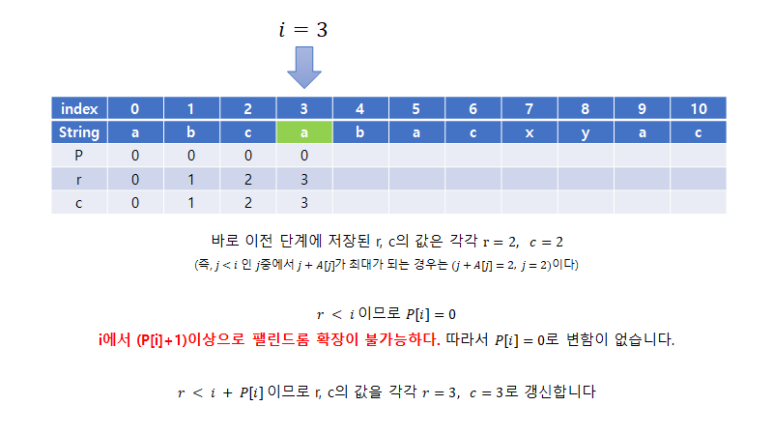 i = 3
index 0 1 2 3 4 5 6 7 8 9 10
String a b c a b a c x y a c
P 0 0 0 0
r 0 1 2 3
c 0 1 2 3
바로 이전 단계에 저장된 r, c의 값은 각각 r = 2, c = 2
(즉, j < i 인 j중에서 j + A[j]가 최대가 되는 경우는 (j + A[j] = 2, j = 2)이다)
r < i 이므로 P[i] = 0
i에서 (P[i]+1)이상으로 팰린드롬 확장이 불가능하다. 따라서 P[i] = 0로 변함이 없습니다.
r < i + P[i] 이므로 r, c의 값을 각각 r = 3, c = 3로 갱신합니다